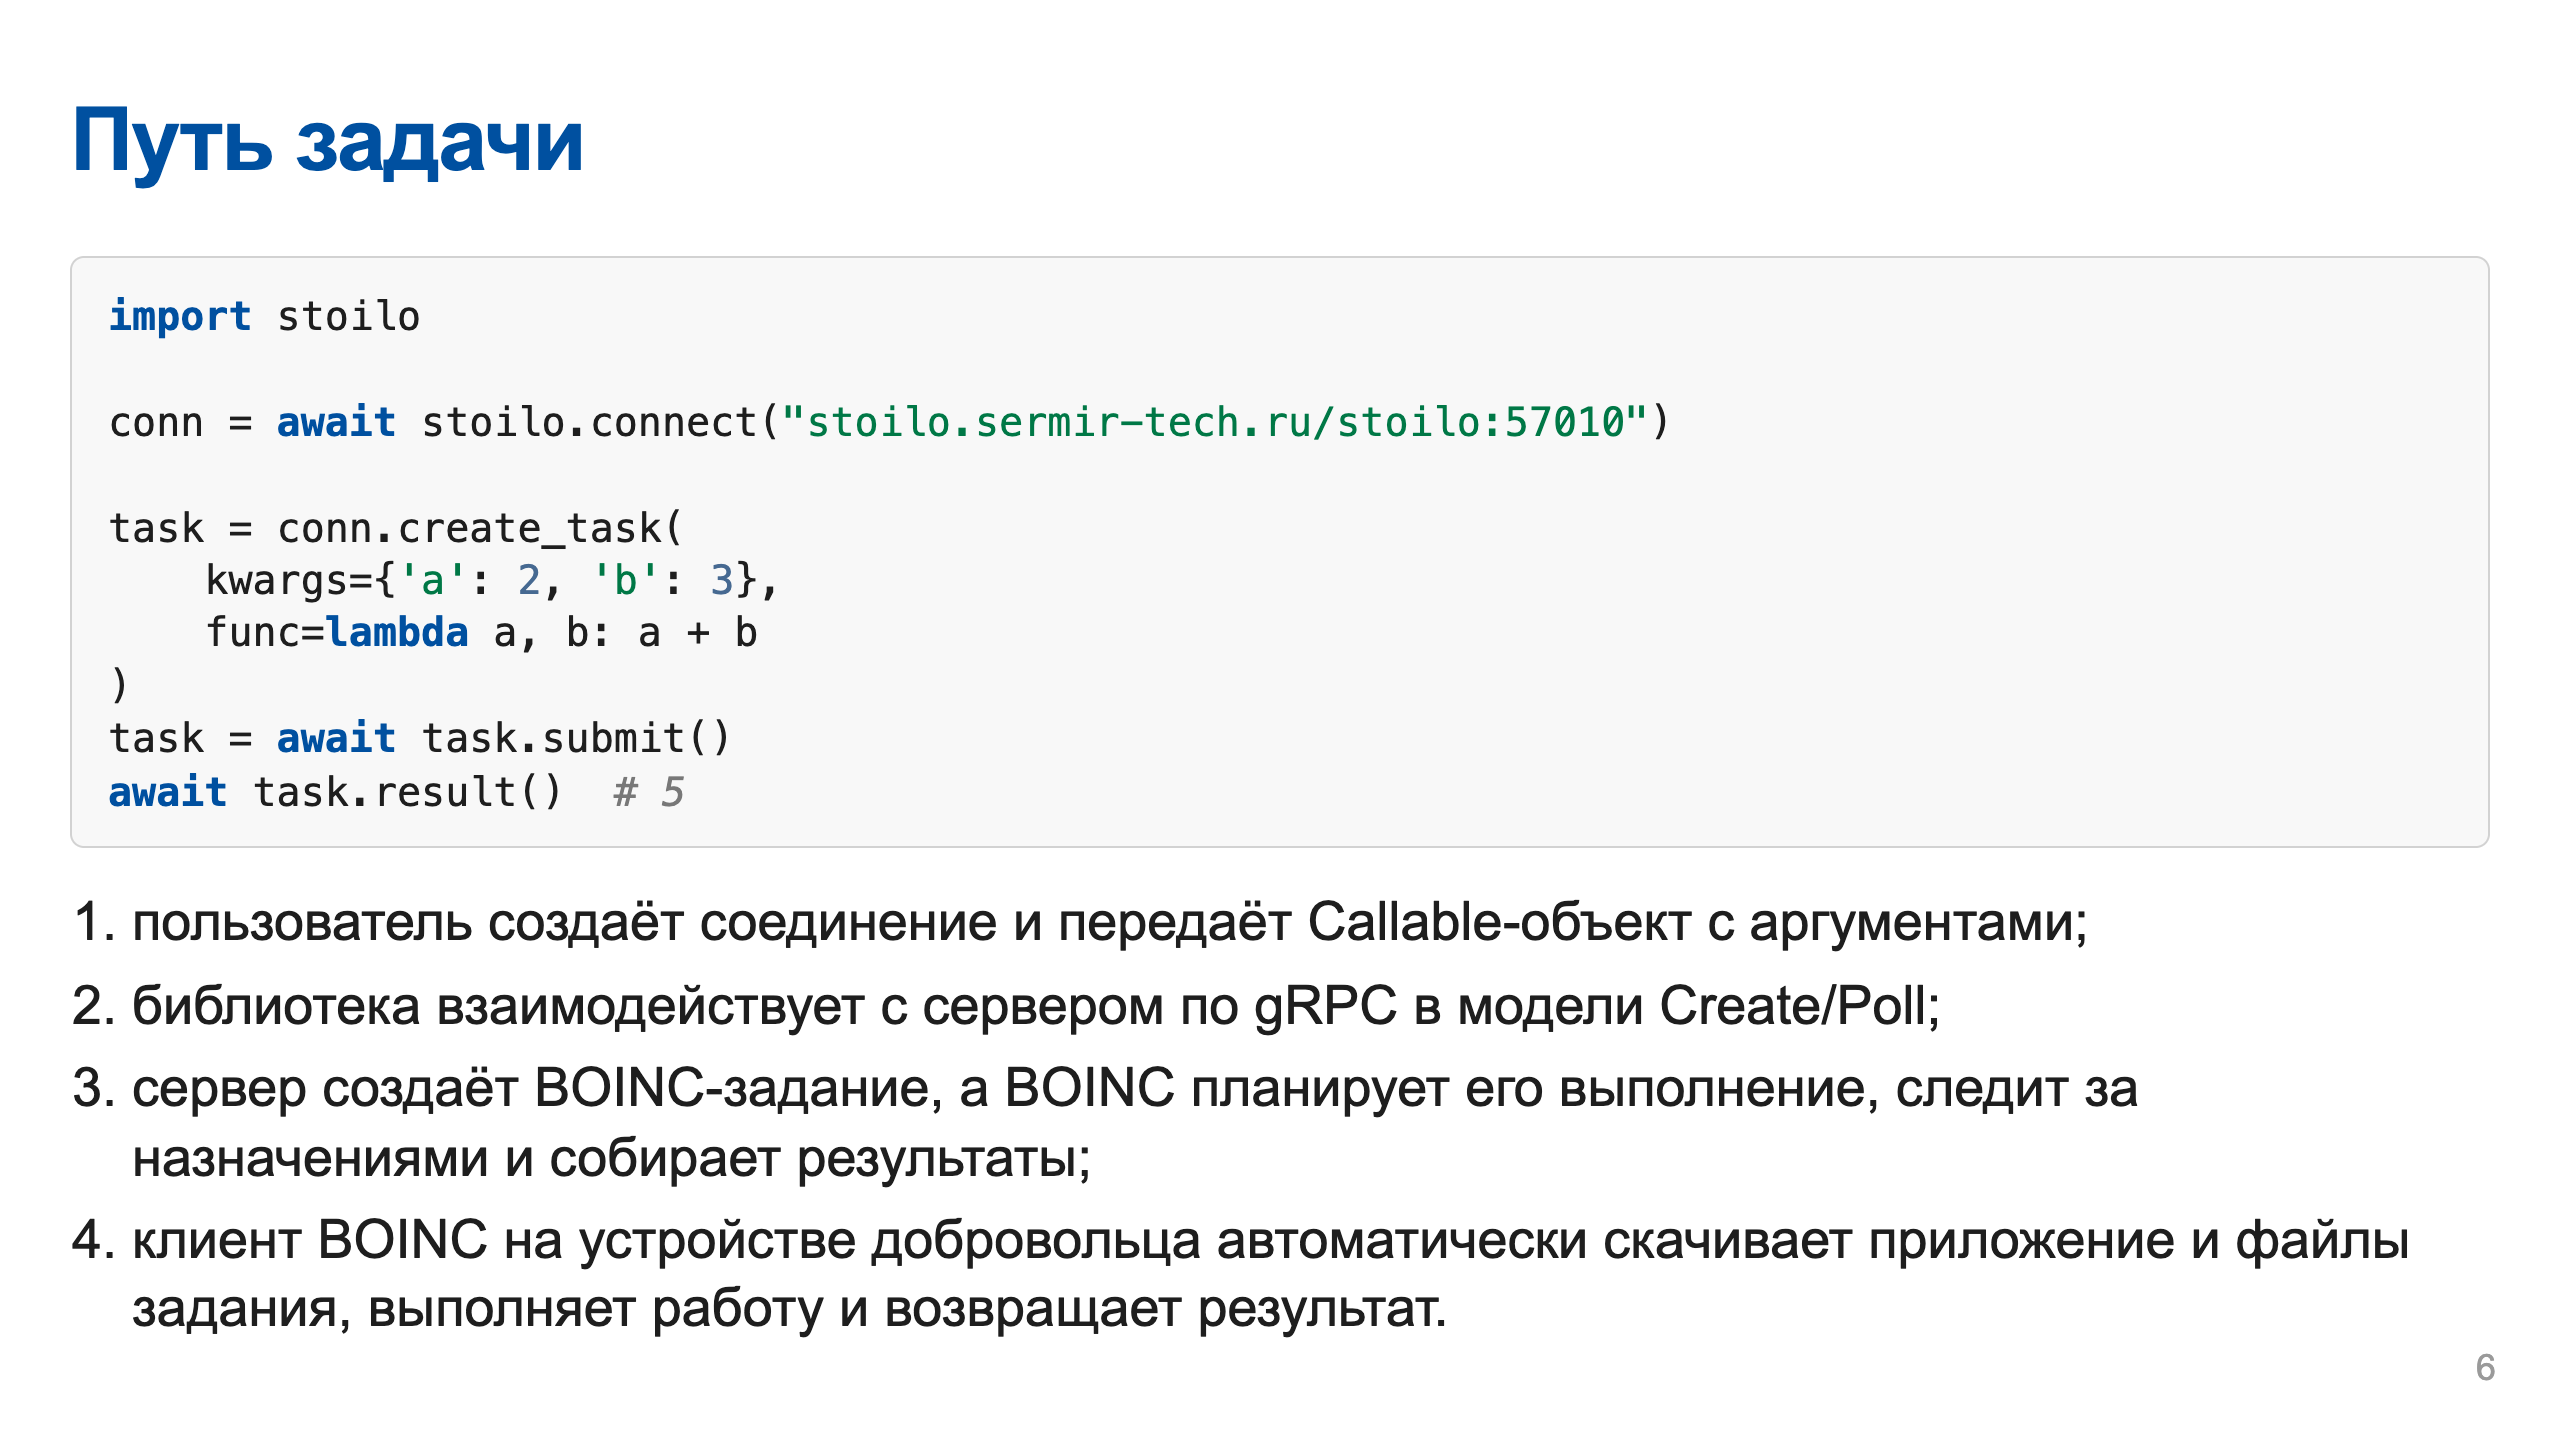 Путь задачи
import stoilo
conn = await stoilo.connect("stoilo.sermir-tech.ru/stoilo:57010")
task = conn.create_task(
    kwargs={'a': 2, 'b': 3},
    func=lambda a, b: a + b
)
task = await task.submit()
await task.result()  # 5
1. пользователь создаёт соединение и передаёт Callable-объект с аргументами;
2. библиотека взаимодействует с сервером по gRPC в модели Create/Poll;
3. сервер создаёт BOINC-задание, а BOINC планирует его выполнение, следит за
назначениями и собирает результаты;
4. клиент BOINC на устройстве добровольца автоматически скачивает приложение и файлы
задания, выполняет работу и возвращает результат.
6